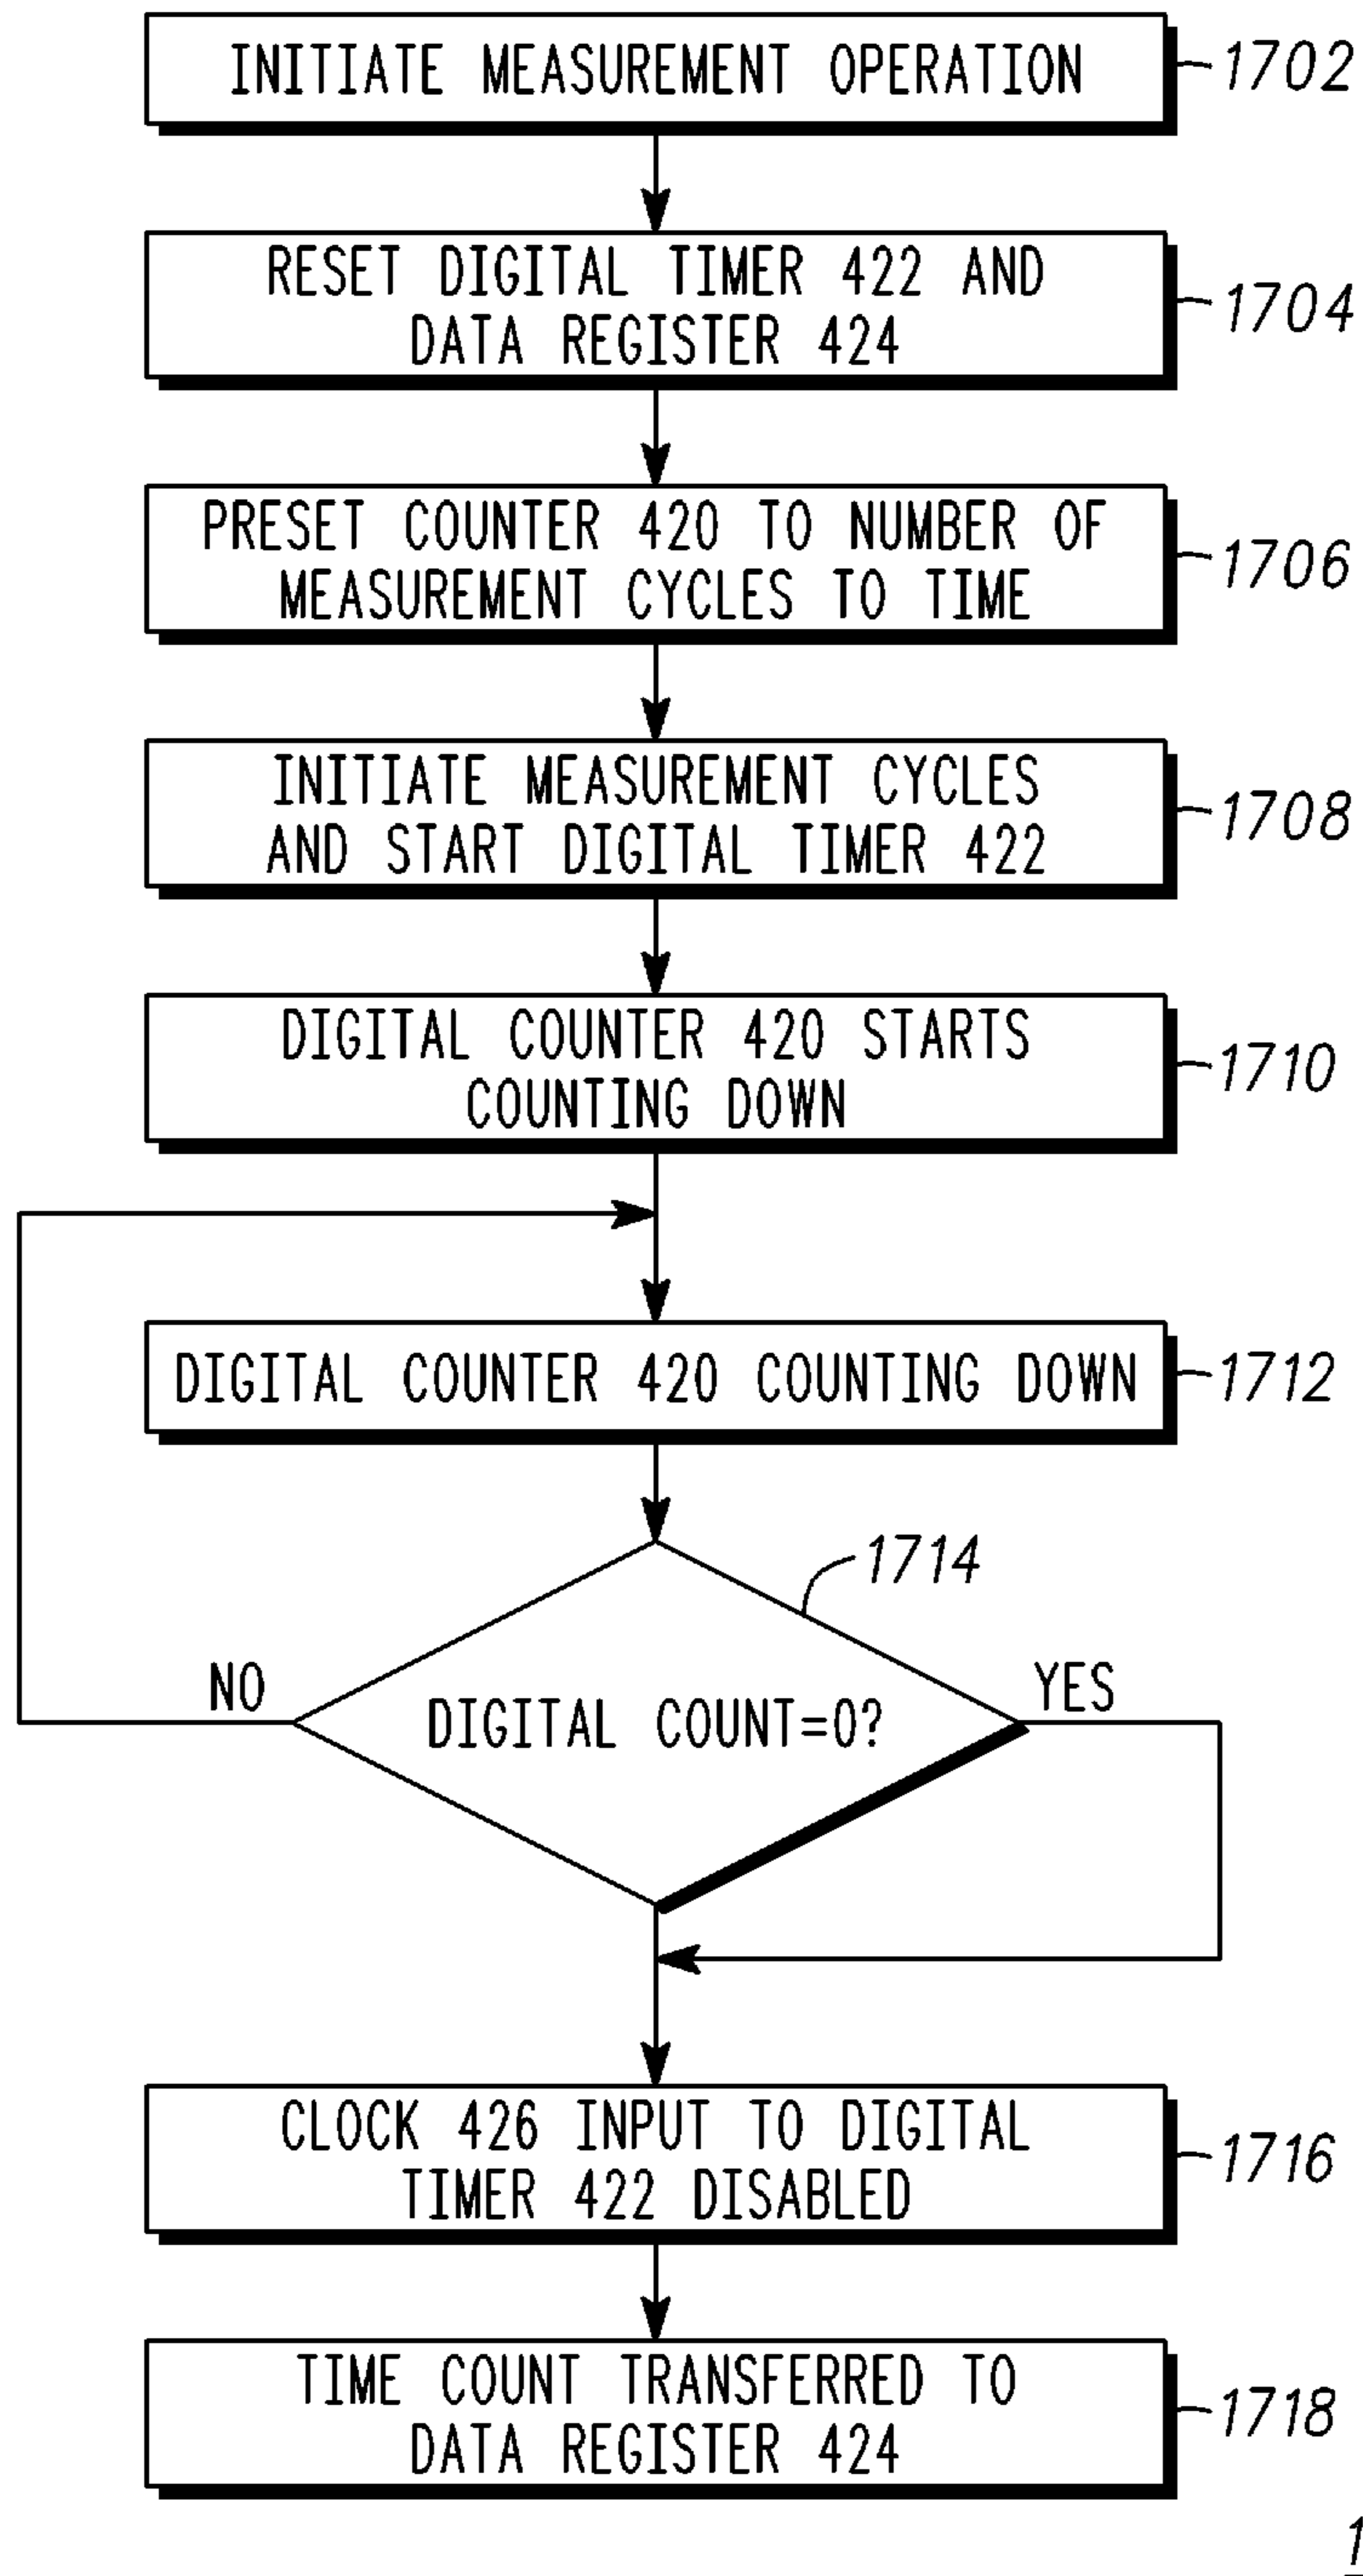 INITIATE MEASUREMENT OPERATION
1702
RESET DIGITAL TIMER 422 AND
DATA REGISTER 424
1704
PRESET COUNTER 420 TO NUMBER OF
MEASUREMENT CYCLES TO TIME
1706
INITIATE MEASUREMENT CYCLES
AND START DIGITAL TIMER 422
1708
DIGITAL COUNTER 420 STARTS
COUNTING DOWN
1710
DIGITAL COUNTER 420 COUNTING DOWN
1712
1714
NO
DIGITAL COUNT=0?
YES
CLOCK 426 INPUT TO DIGITAL
TIMER 422 DISABLED
1716
TIME COUNT TRANSFERRED TO
DATA REGISTER 424
1718
1